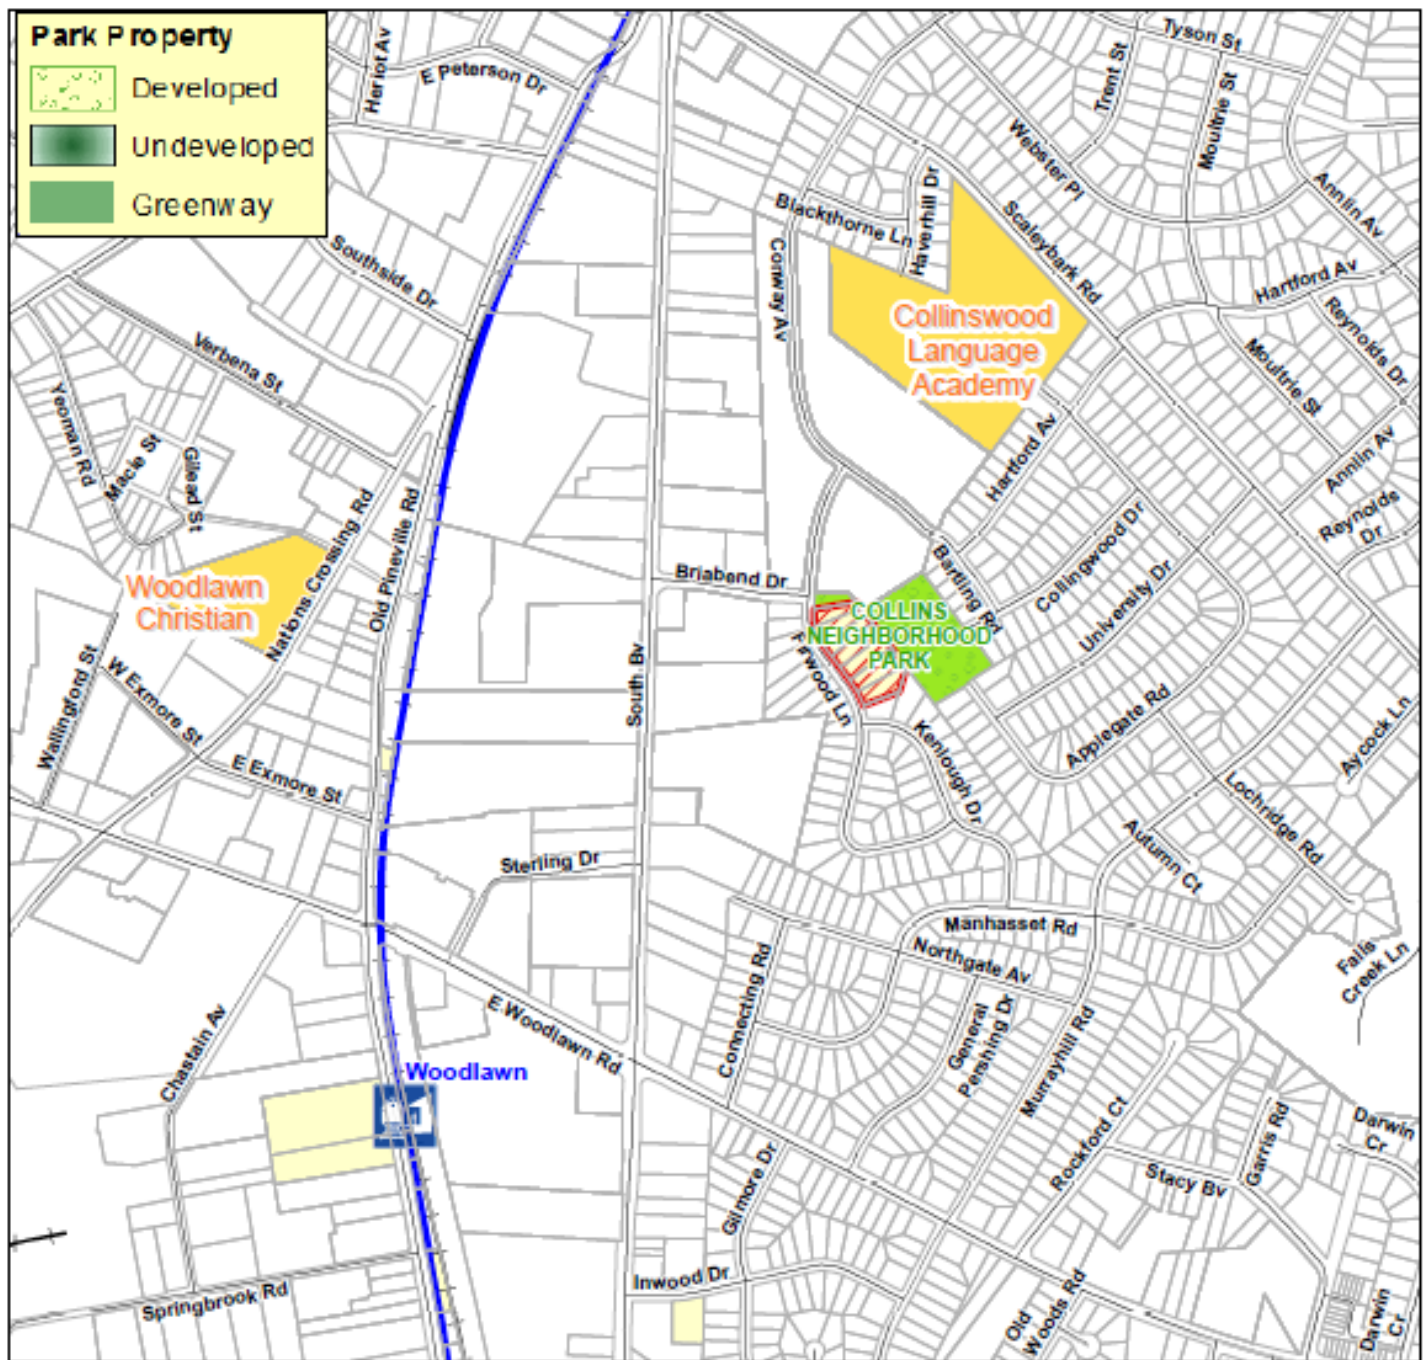 Park Property
Developed
Undeveloped
Greenway
Heriot Av
E Peterson Dr
Tyson St
Trent St
Moultrie St
Webster Pl
Annlin Av
Haverhill Dr
Blackthorne Ln
Scaleybark Rd
Southside Dr
Conway Av
Hartford Av
Reynolds Dr
Collinswood
Language
Academy
Verbena St
Moultrie St
Yeoman Rd
Macie St
Gilead St
Hartford Av
Annlin Av
Reynolds
Dr
Nations Crossing Rd
Old Pineville Rd
Collingwood Dr
University Dr
Bartling Rd
Briabend Dr
Woodlawn
Christian
COLLINS
NEIGHBORHOOD
PARK
Wallingford St
W Exmore St
South Bv
Kenlough Dr
Applegate Rd
Aycock Ln
E Exmore St
Lochridge Rd
Autumn Ct
Sterling Dr
Manhasset Rd
Northgate Av
Falls
Creek Ln
Connecting Rd
E Woodlawn Rd
General
Pershing Dr
Murrayhill Rd
Chastain Av
Woodlawn
Rockford Ct
Garris Rd
Darwin
Cr
Stacy Bv
Gilmore Dr
Inwood Dr
Springbrook Rd
Old
Woods Rd
Darwin
Cr